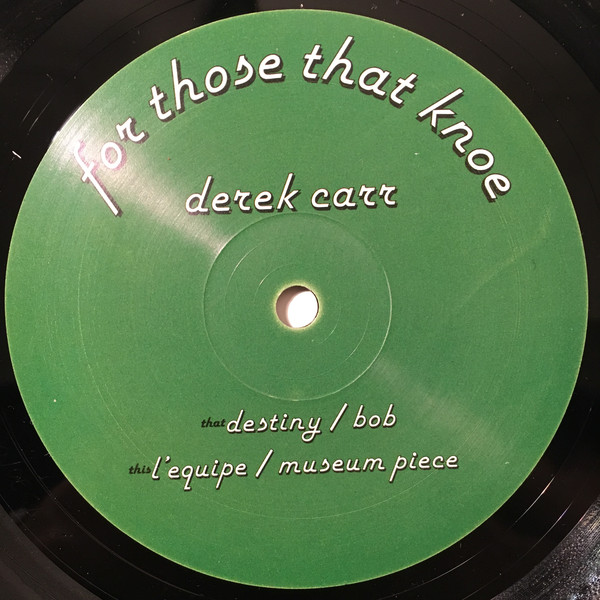 for those that knoe
derek carr
that destiny / bob
this l'equipe / museum piece